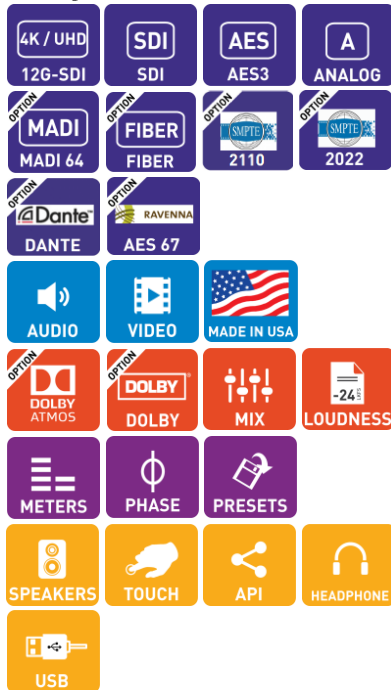 4K / UHD
12G-SDI
SDI
SDI
AES
AES3
A
ANALOG
OPTION
MADI
MADI 64
OPTION
FIBER
FIBER
OPTION
SMPTE
2110
OPTION
SMPTE
2022
OPTION
Dante™
DANTE
OPTION
RAVENNA
AES 67
AUDIO
VIDEO
MADE IN USA
OPTION
DOLBY
ATMOS
OPTION
DOLBY
DOLBY
MIX
-24 LKFS
LOUDNESS
METERS
PHASE
PRESETS
SPEAKERS
TOUCH
API
HEADPHONE
USB